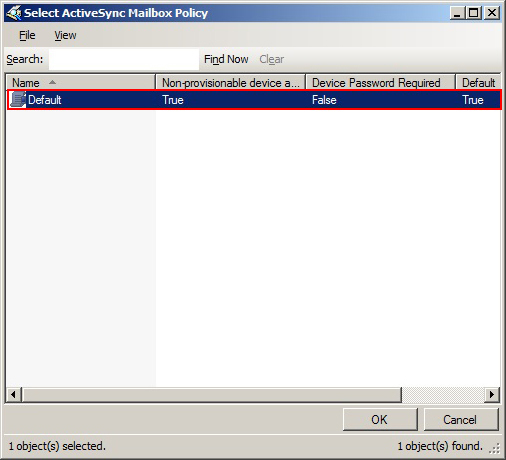 Select ActiveSync Mailbox Policy
File View
Search: Find Now Clear
Name Non-provisionable device a... Device Password Required Default
Default True False True
OK Cancel
1 object(s) selected. 1 object(s) found.